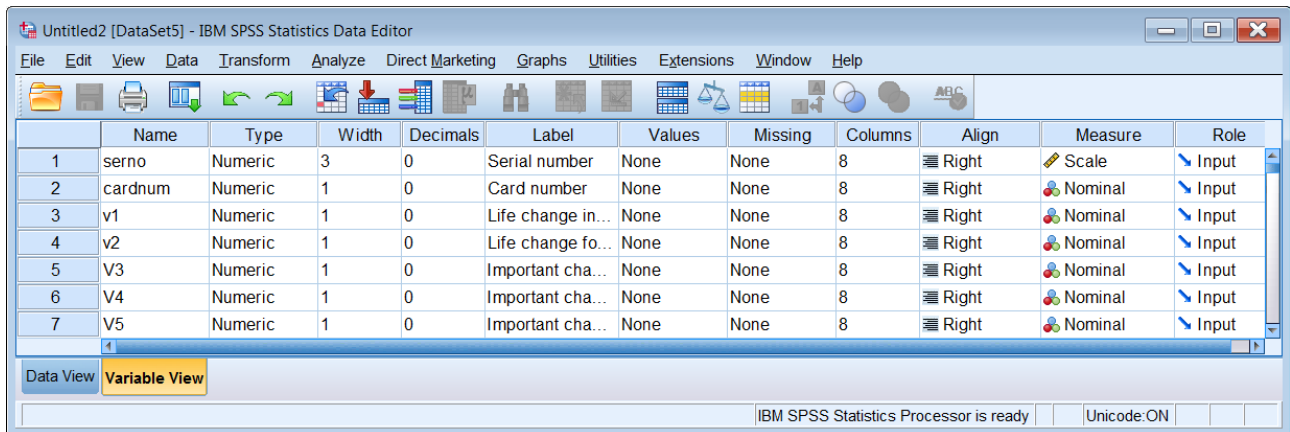 Untitled2 [DataSet5] - IBM SPSS Statistics Data Editor
File Edit View Data Transform Analyze Direct Marketing Graphs Utilities Extensions Window Help
Name Type Width Decimals Label Values Missing Columns Align Measure Role
1 serno Numeric 3 0 Serial number None None 8 Right Scale Input
2 cardnum Numeric 1 0 Card number None None 8 Right Nominal Input
3 v1 Numeric 1 0 Life change in... None None 8 Right Nominal Input
4 v2 Numeric 1 0 Life change fo... None None 8 Right Nominal Input
5 V3 Numeric 1 0 Important cha... None None 8 Right Nominal Input
6 V4 Numeric 1 0 Important cha... None None 8 Right Nominal Input
7 V5 Numeric 1 0 Important cha... None None 8 Right Nominal Input
Data View Variable View
IBM SPSS Statistics Processor is ready Unicode:ON